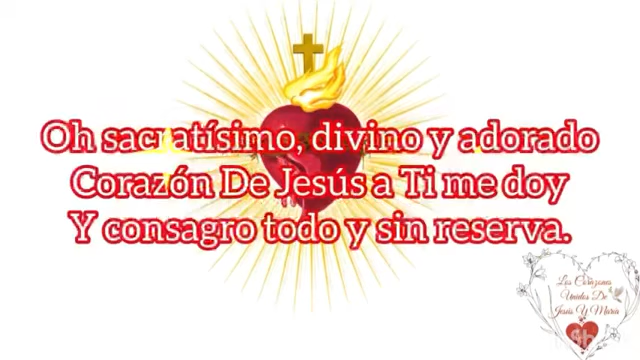 Oh sacratísimo, divino y adorado
Corazón De Jesús a Ti me doy
Y consagro todo y sin reserva.
Los Corazones
Unidos De
Jesús Y María